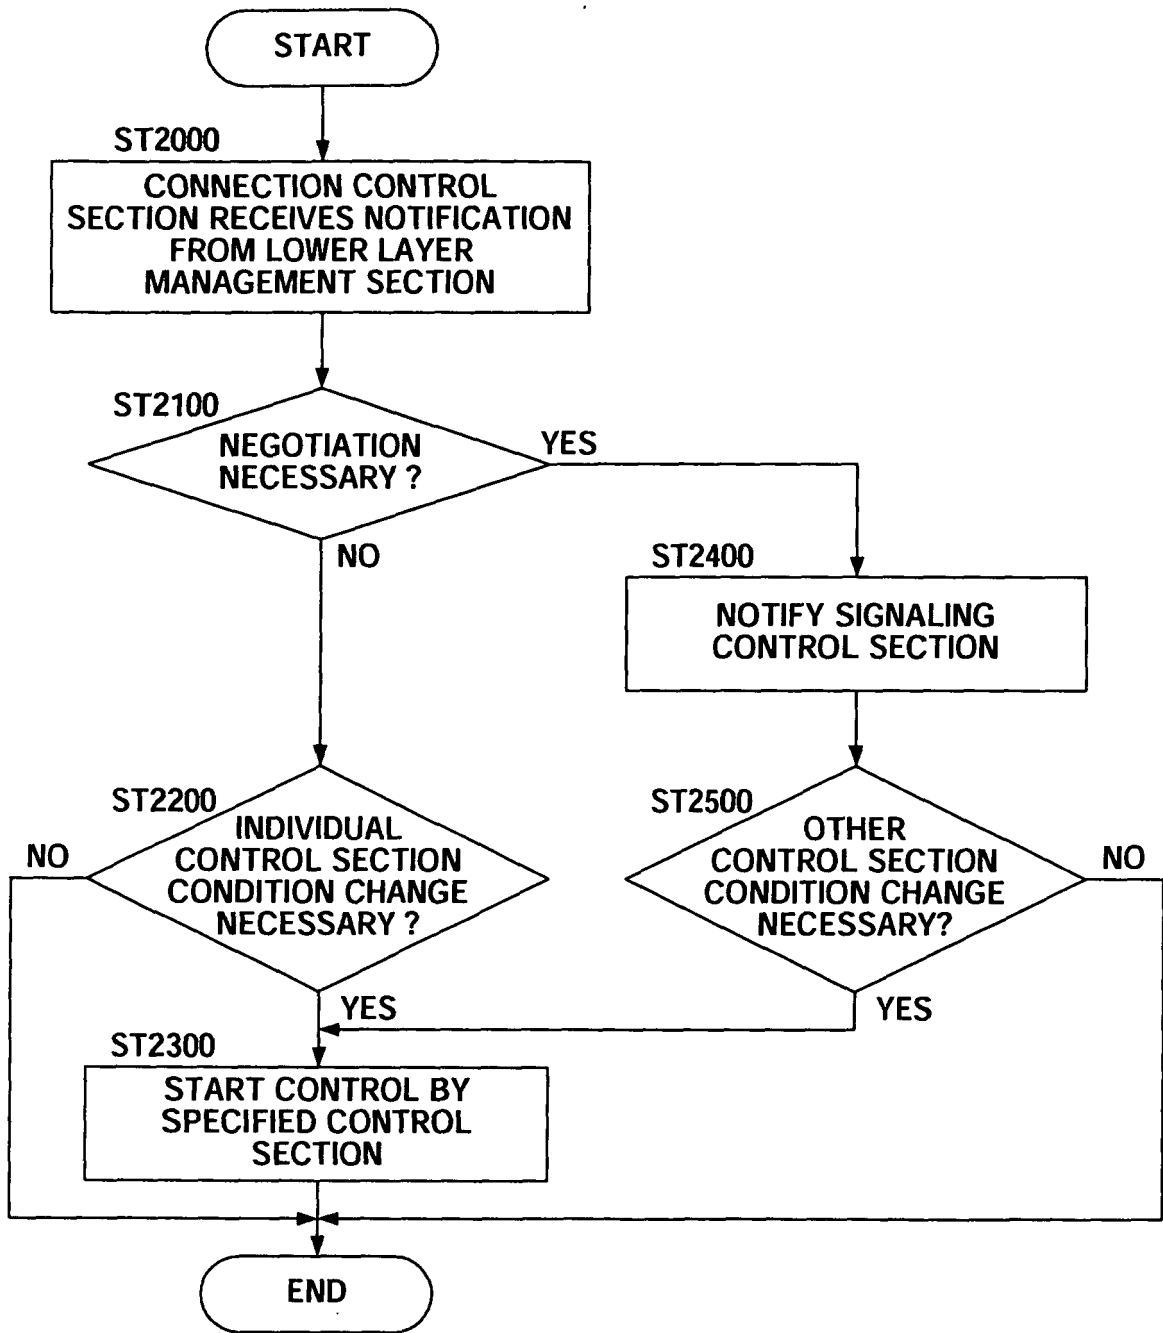 START
ST2000
CONNECTION CONTROL
SECTION RECEIVES NOTIFICATION
FROM LOWER LAYER
MANAGEMENT SECTION
ST2100
NEGOTIATION
NECESSARY ?
YES
NO
ST2400
NOTIFY SIGNALING
CONTROL SECTION
ST2200
INDIVIDUAL
CONTROL SECTION
CONDITION CHANGE
NECESSARY ?
NO
YES
ST2500
OTHER
CONTROL SECTION
CONDITION CHANGE
NECESSARY?
NO
YES
ST2300
START CONTROL BY
SPECIFIED CONTROL
SECTION
END